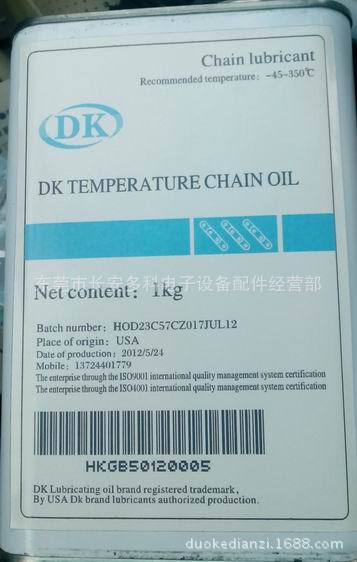 Chain lubricant
Recommended temperature: -45-350℃
DK
DK TEMPERATURE CHAIN OIL
东莞市长安多科电子设备配件经营部
Net content: 1kg
Batch number: HOD23C57CZ017JUL12
Place of origin: USA
Date of production: 2012/5/24
Mobile: 13724401779
The enterprise through the ISO9001 international quality management system certification
The enterprise through the ISO4001 international quality management system certification
HKGB50120005
DK Lubricating oil brand registered trademark,
By USA Dk brand lubricants authorized production.
duokedianzi.1688.com